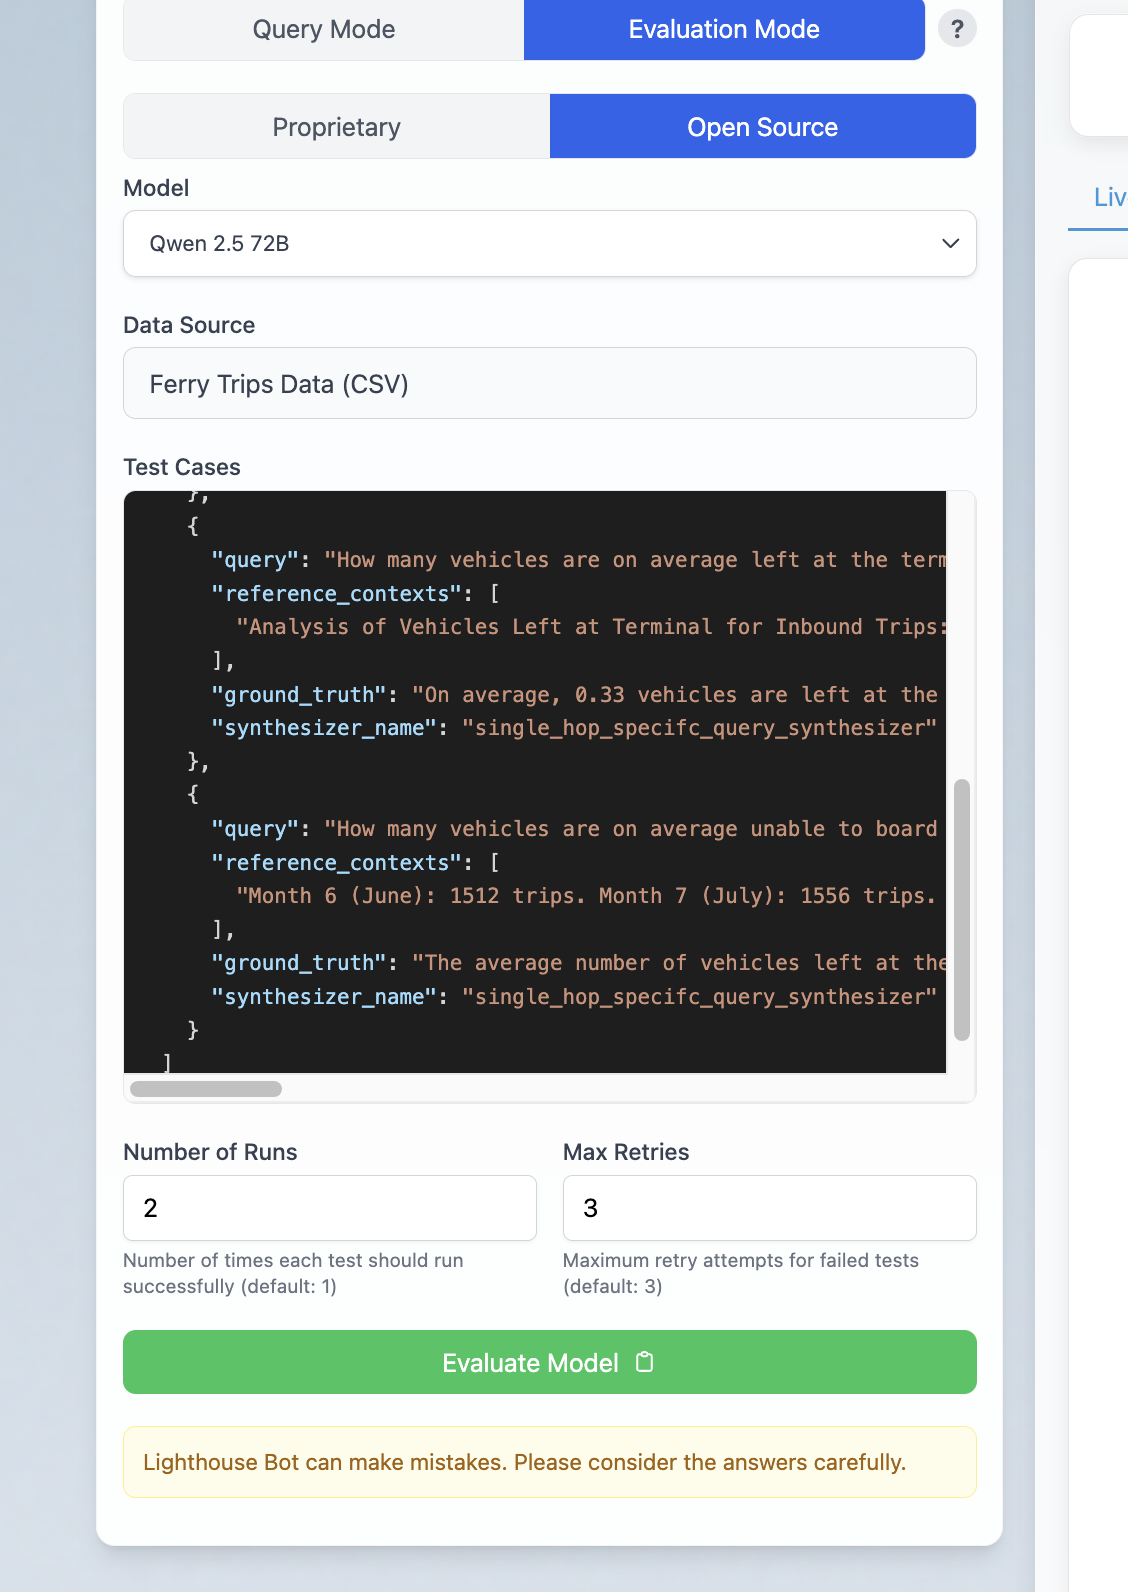 Query Mode
Evaluation Mode
?
Proprietary
Open Source
Model
Qwen 2.5 72B
Data Source
Ferry Trips Data (CSV)
Test Cases
},
{
"query": "How many vehicles are on average left at the term
"reference_contexts": [
"Analysis of Vehicles Left at Terminal for Inbound Trips:
],
"ground_truth": "On average, 0.33 vehicles are left at the
"synthesizer_name": "single_hop_specifc_query_synthesizer"
},
{
"query": "How many vehicles are on average unable to board
"reference_contexts": [
"Month 6 (June): 1512 trips. Month 7 (July): 1556 trips.
],
"ground_truth": "The average number of vehicles left at the
"synthesizer_name": "single_hop_specifc_query_synthesizer"
}
]
Number of Runs
2
Number of times each test should run
successfully (default: 1)
Max Retries
3
Maximum retry attempts for failed tests
(default: 3)
Evaluate Model
Lighthouse Bot can make mistakes. Please consider the answers carefully.
Liv